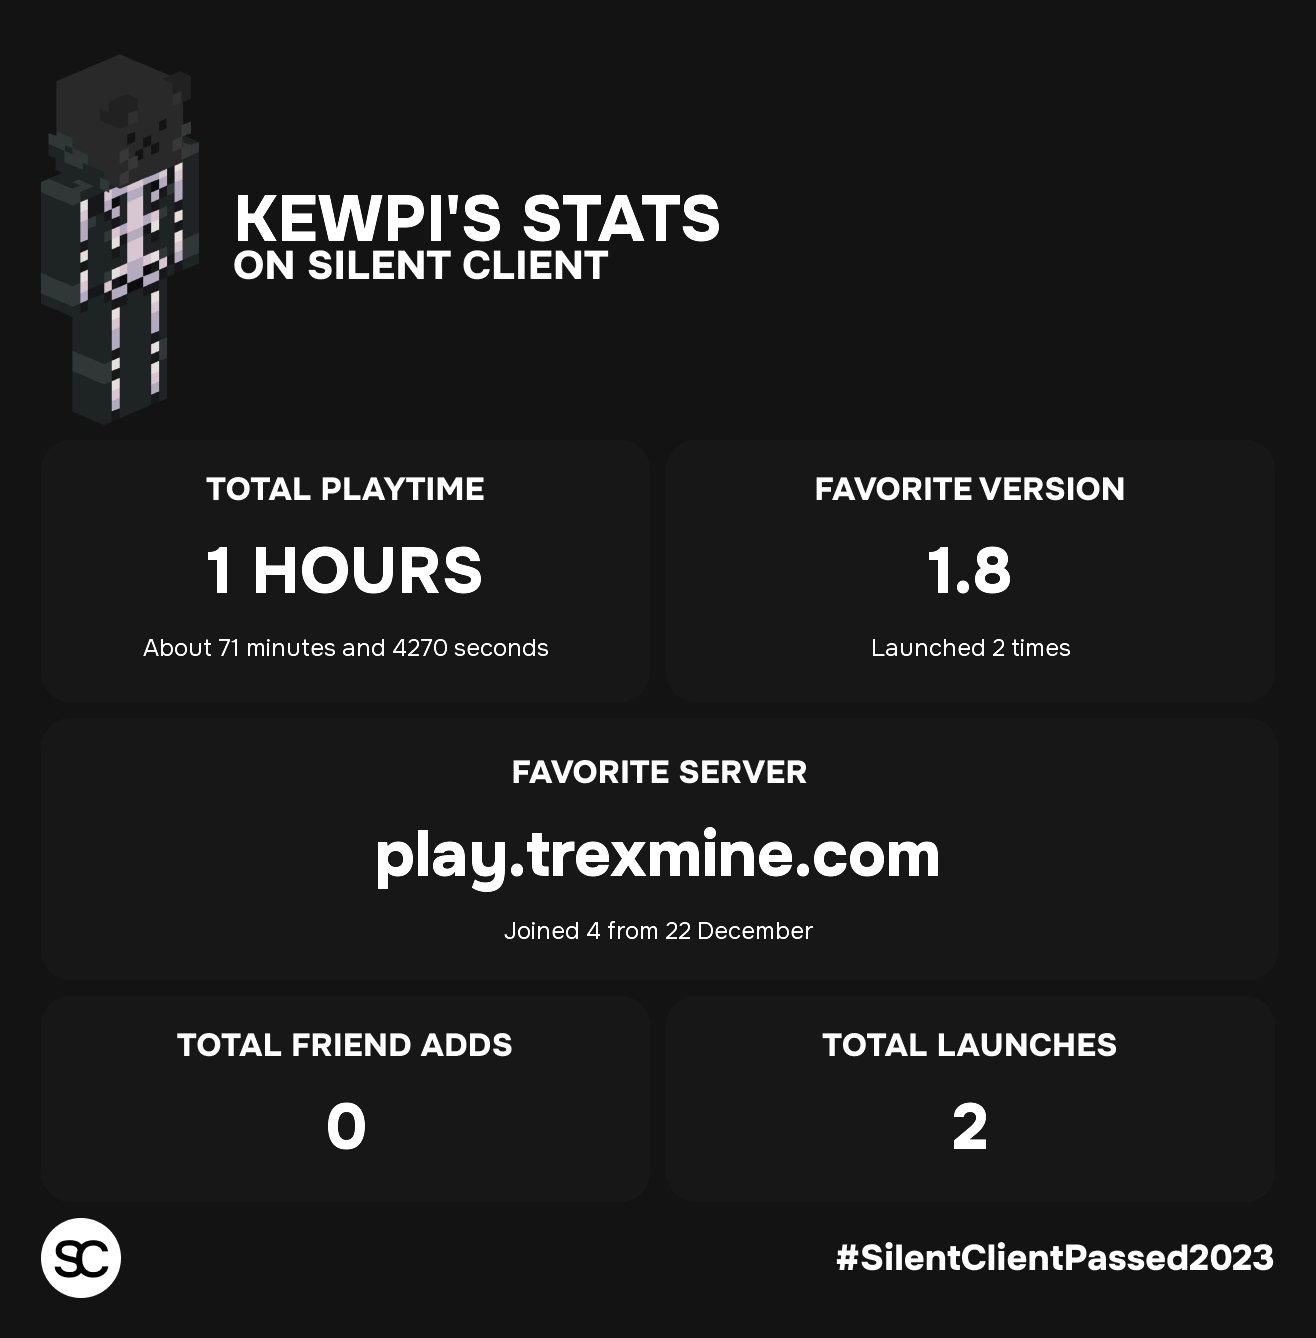 KEWPI'S STATS
ON SILENT CLIENT
TOTAL PLAYTIME
1 HOURS
About 71 minutes and 4270 seconds
FAVORITE VERSION
1.8
Launched 2 times
FAVORITE SERVER
play.trexmine.com
Joined 4 from 22 December
TOTAL FRIEND ADDS
0
TOTAL LAUNCHES
2
SC
#SilentClientPassed2023